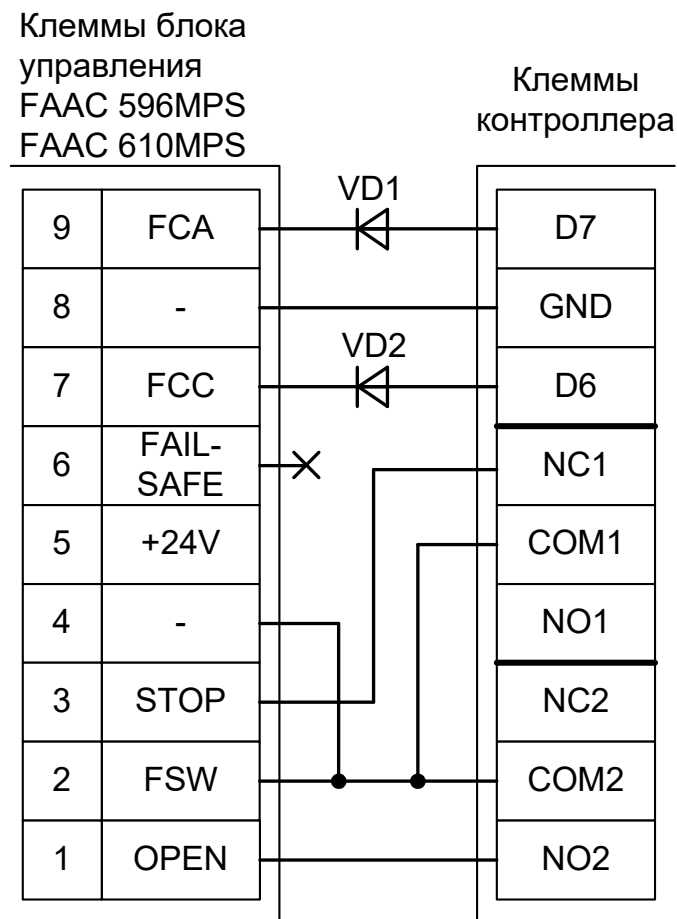 Клеммы блока
управления
FAAC 596MPS
FAAC 610MPS
Клеммы
контроллера
VD1
9 FCA D7
8 - GND
VD2
7 FCC D6
6 FAIL-
SAFE NC1
5 +24V COM1
4 - NO1
3 STOP NC2
2 FSW COM2
1 OPEN NO2